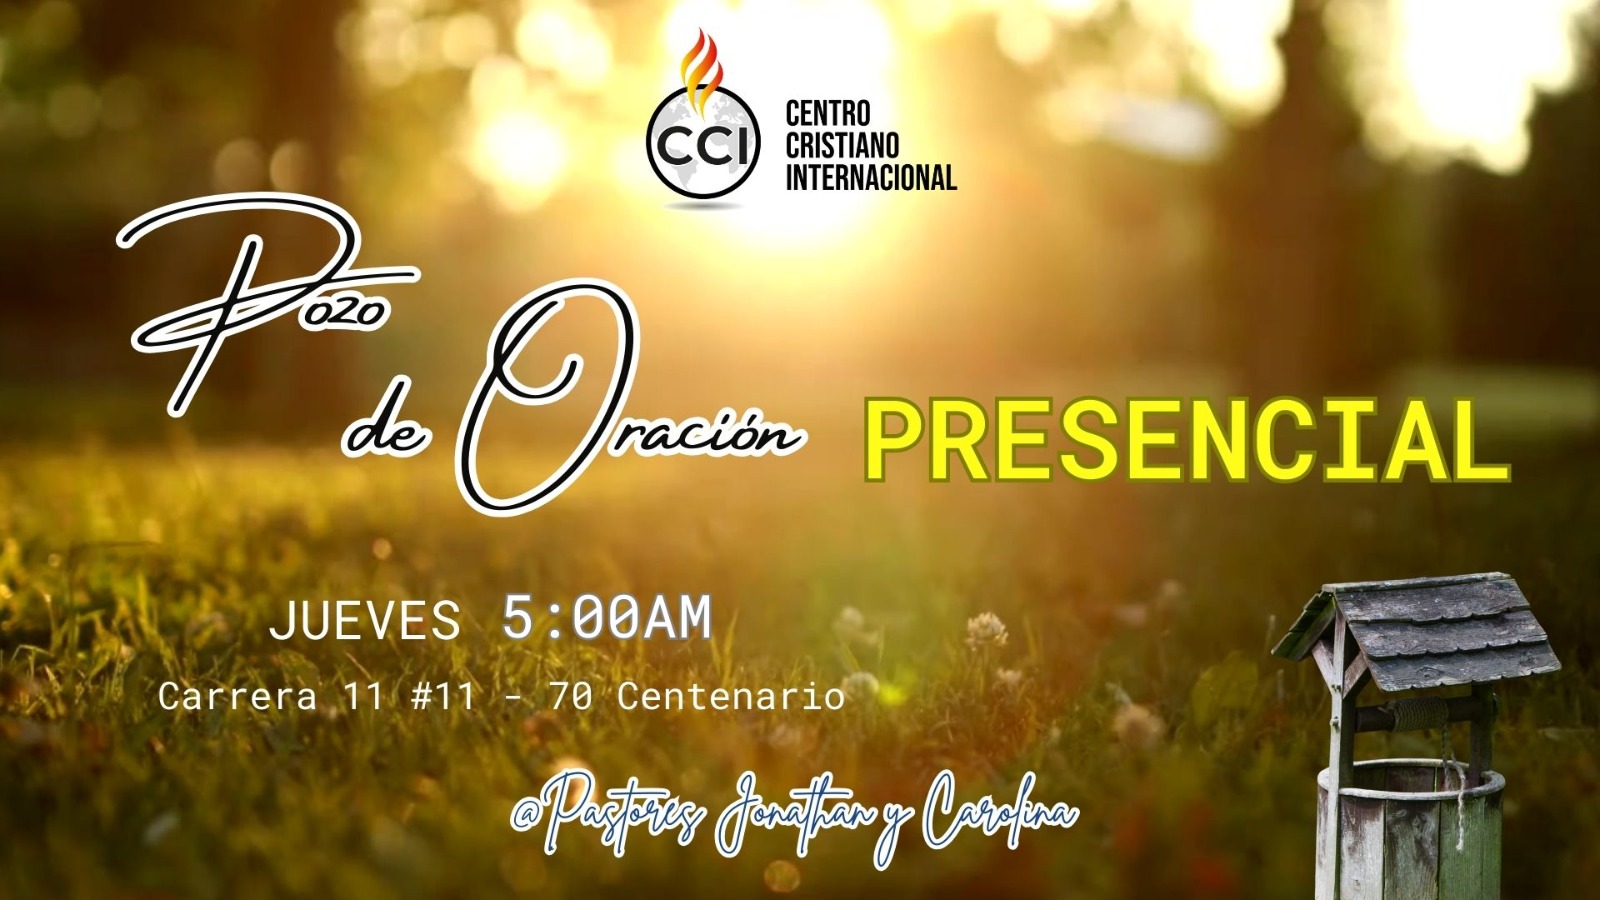 CCI
CENTRO
CRISTIANO
INTERNACIONAL
Pozo
de Oración
PRESENCIAL
JUEVES 5:00AM
Carrera 11 #11 - 70 Centenario
@Pastores Jonathan y Carolina